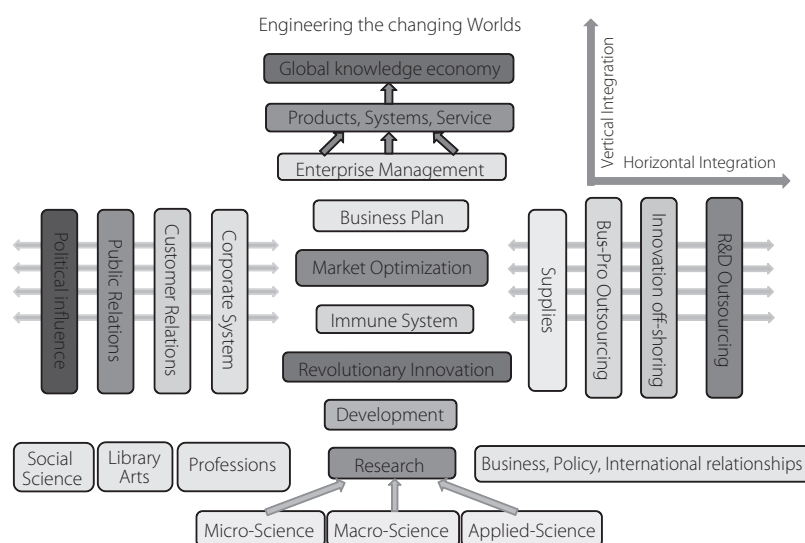 Engineering the changing Worlds
Global knowledge economy
Products, Systems, Service
Enterprise Management
Vertical Integration
Horizontal Integration
Business Plan
Market Optimization
Immune System
Revolutionary Innovation
Development
Research
Political influence
Public Relations
Customer Relations
Corporate System
Supplies
Bus-Pro Outsourcing
Innovation off-shoring
R&D Outsourcing
Social
Science
Library
Arts
Professions
Business, Policy, International relationships
Micro-Science
Macro-Science
Applied-Science